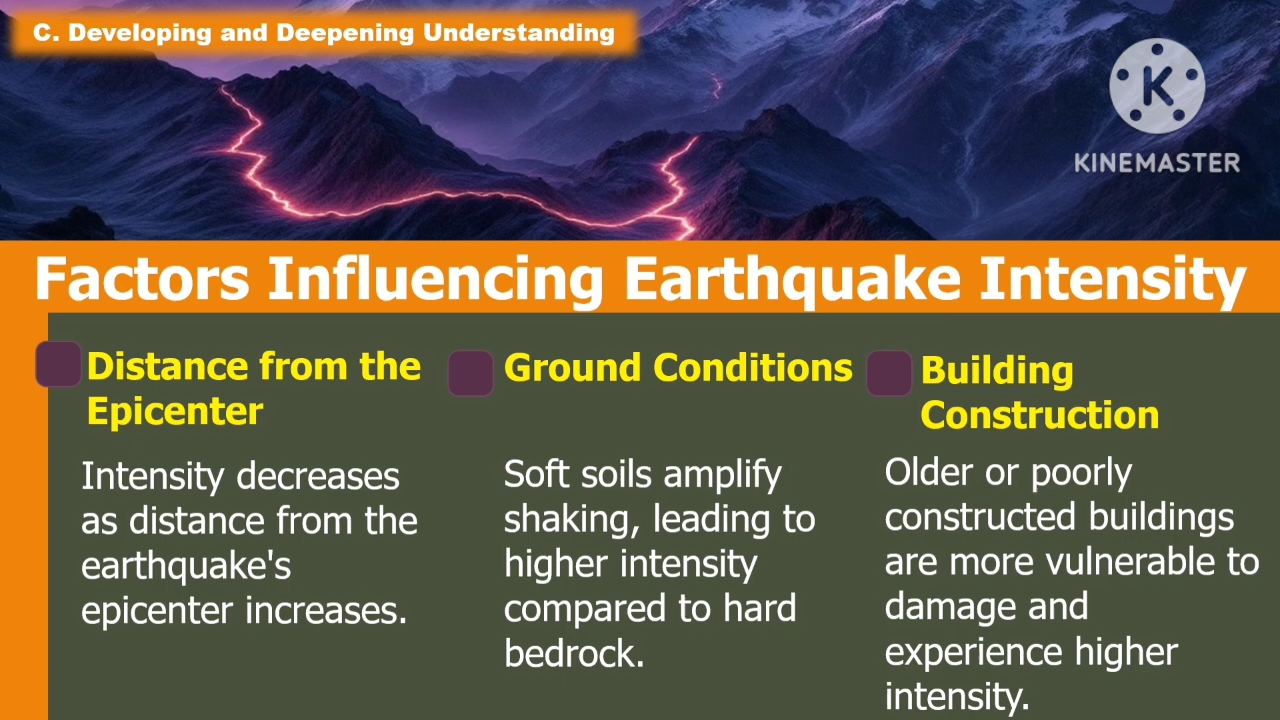 C. Developing and Deepening Understanding
K
KINEMASTER
Factors Influencing Earthquake Intensity
Distance from the
Epicenter
Intensity decreases
as distance from the
earthquake's
epicenter increases.
Ground Conditions
Soft soils amplify
shaking, leading to
higher intensity
compared to hard
bedrock.
Building
Construction
Older or poorly
constructed buildings
are more vulnerable to
damage and
experience higher
intensity.